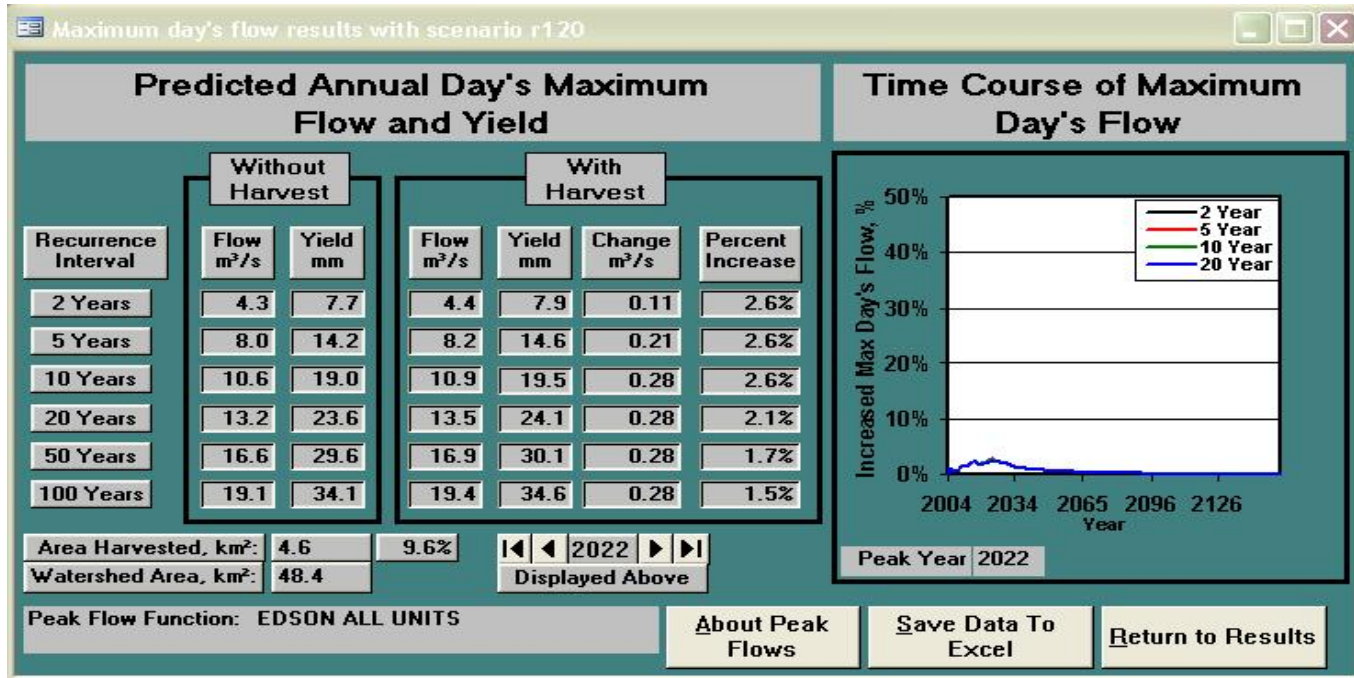 Maximum day's flow results with scenario r120
Predicted Annual Day's Maximum
Flow and Yield
Without
Harvest
With
Harvest
Recurrence
Interval
Flow
m³/s
Yield
mm
Flow
m³/s
Yield
mm
Change
m³/s
Percent
Increase
2 Years 4.3 7.7 4.4 7.9 0.11 2.6%
5 Years 8.0 14.2 8.2 14.6 0.21 2.6%
10 Years 10.6 19.0 10.9 19.5 0.28 2.6%
20 Years 13.2 23.6 13.5 24.1 0.28 2.1%
50 Years 16.6 29.6 16.9 30.1 0.28 1.7%
100 Years 19.1 34.1 19.4 34.6 0.28 1.5%
Area Harvested, km²: 4.6 9.6% 2022
Watershed Area, km²: 48.4 Displayed Above
Peak Flow Function: EDSON ALL UNITS
Time Course of Maximum
Day's Flow
Increased Max Day's Flow, %
50%
40%
30%
20%
10%
0%
2 Year
5 Year
10 Year
20 Year
2004 2034 2065 2096 2126
Year
Peak Year 2022
About Peak
Flows
Save Data To
Excel
Return to Results